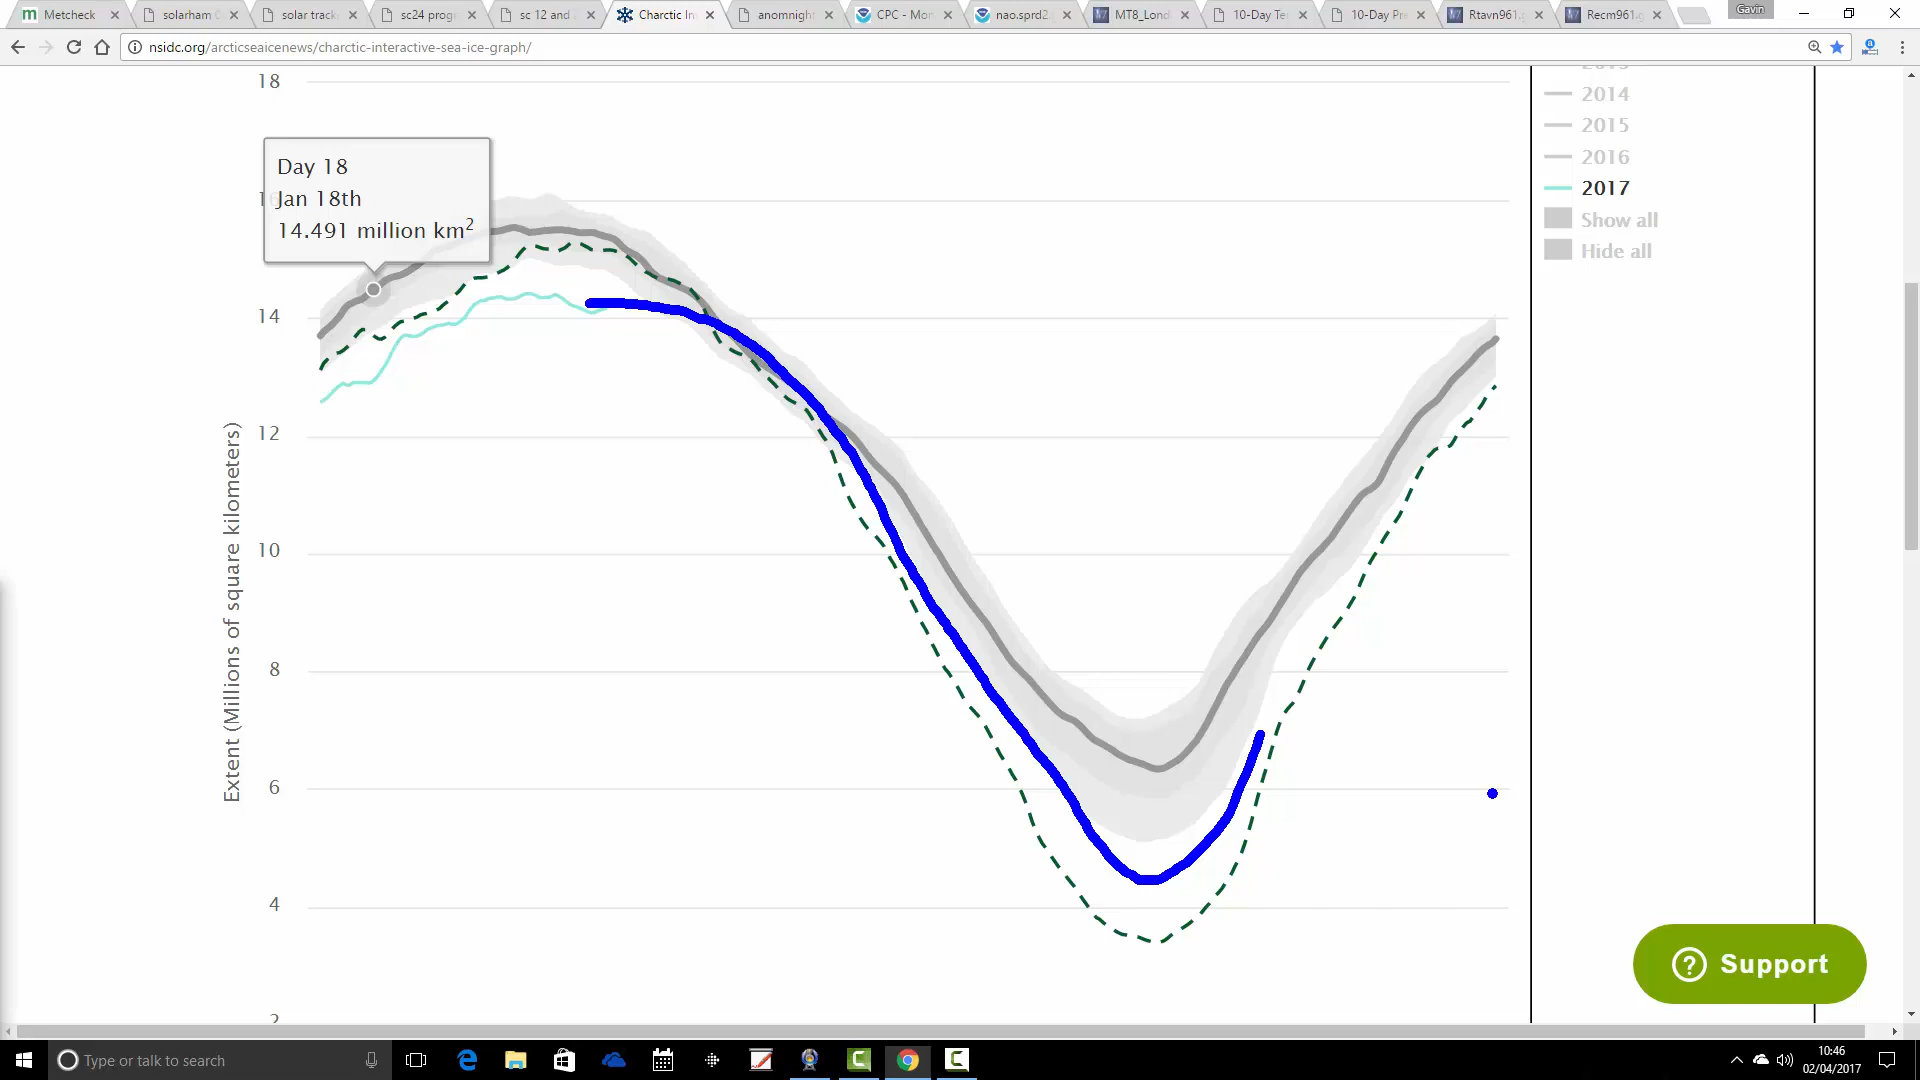 Metcheck
solarham
solar track
sc24 prog
sc 12 and
Charctic In
anomnight
CPC - Mon
nao.sprd2.
MT8_Lond
10-Day Te
10-Day Pre
Rtavn961.
Recm961.g
Gavin
nsidc.org/arcticseaicenews/charctic-interactive-sea-ice-graph/
18
14
12
10
8
6
4
Extent (Millions of square kilometers)
Day 18
Jan 18th
14.491 million km²
2014
2015
2016
2017
Show all
Hide all
? Support
Type or talk to search
10:46
02/04/2017